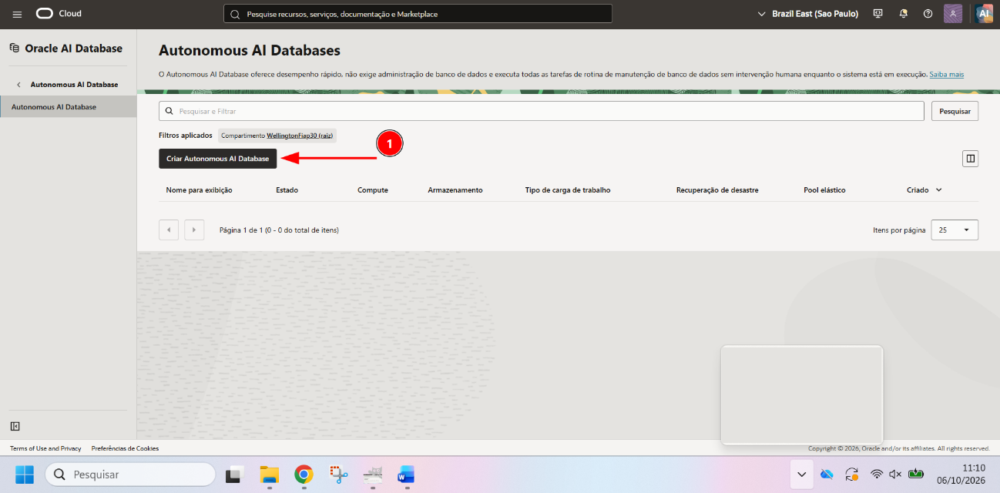 Cloud
Pesquise recursos, serviços, documentação e Marketplace
Brazil East (Sao Paulo)
AI
Oracle AI Database
Autonomous AI Database
Autonomous AI Database
Autonomous AI Databases
O Autonomous AI Database oferece desempenho rápido, não exige administração de banco de dados e executa todas as tarefas de rotina de manutenção de banco de dados sem intervenção humana enquanto o sistema está em execução. Saiba mais
Pesquisar e Filtrar
Pesquisar
Filtros aplicados
Compartimento WellingtonFiap30 (raiz)
1
Criar Autonomous AI Database
Nome para exibição Estado Compute Armazenamento Tipo de carga de trabalho Recuperação de desastre Pool elástico Criado
Página 1 de 1 (0 - 0 do total de itens)
Itens por página 25
Terms of Use and Privacy Preferências de Cookies
Copyright © 2026, Oracle and/or its affiliates. All rights reserved.
Pesquisar
W
11:10
06/10/2026